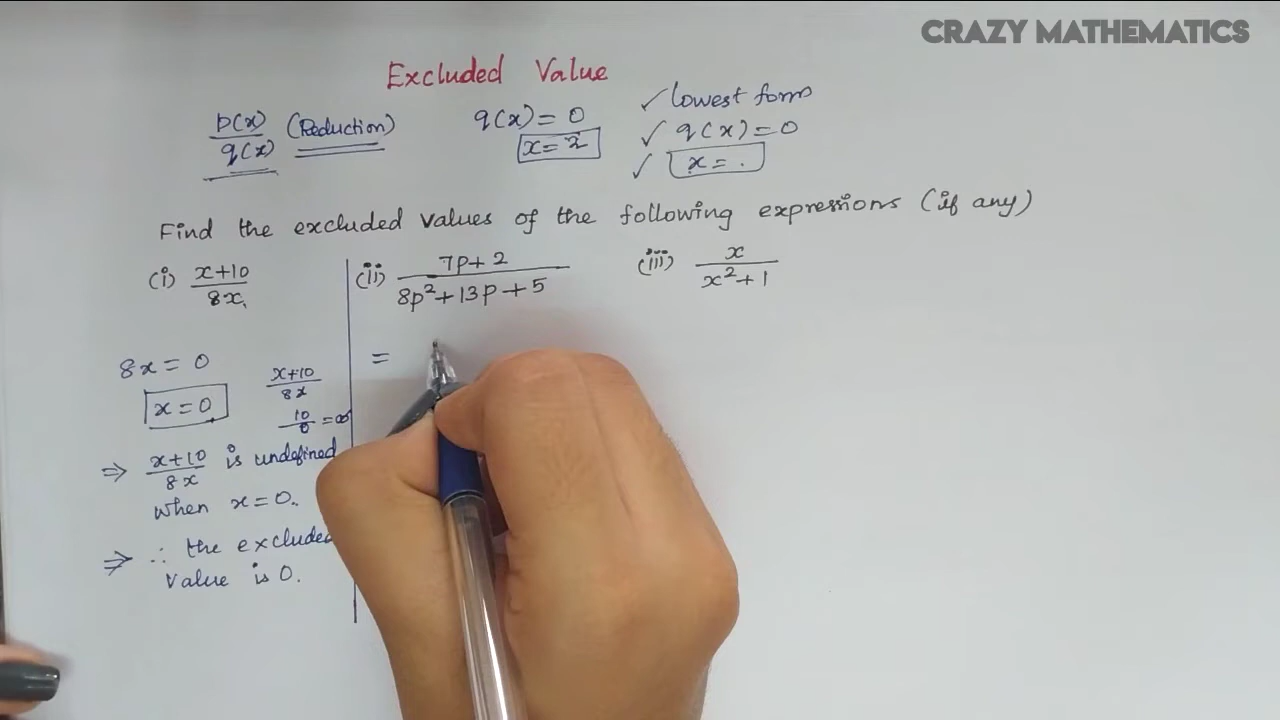 CRAZY MATHEMATICS
Excluded Value
p(x)/q(x) (Reduction)
q(x) = 0
x = 2
✓ lowest form
✓ q(x) = 0
✓ x = .
Find the excluded values of the following expressions (if any)
(i) x+10/8x
(ii) 7p+2/8p²+13p+5
(iii) x/x²+1
8x = 0
x = 0
x+10/8x
10/0 = ∞
⇒ x+10/8x is undefined
when x = 0.
⇒ ∴ the excluded
value is 0.
=